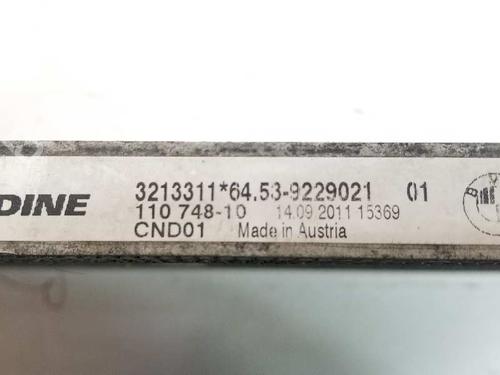 DINE 3213311*64.53-9229021 01
110 748-10 14.09 2011 15369
CND01 Made in Austria